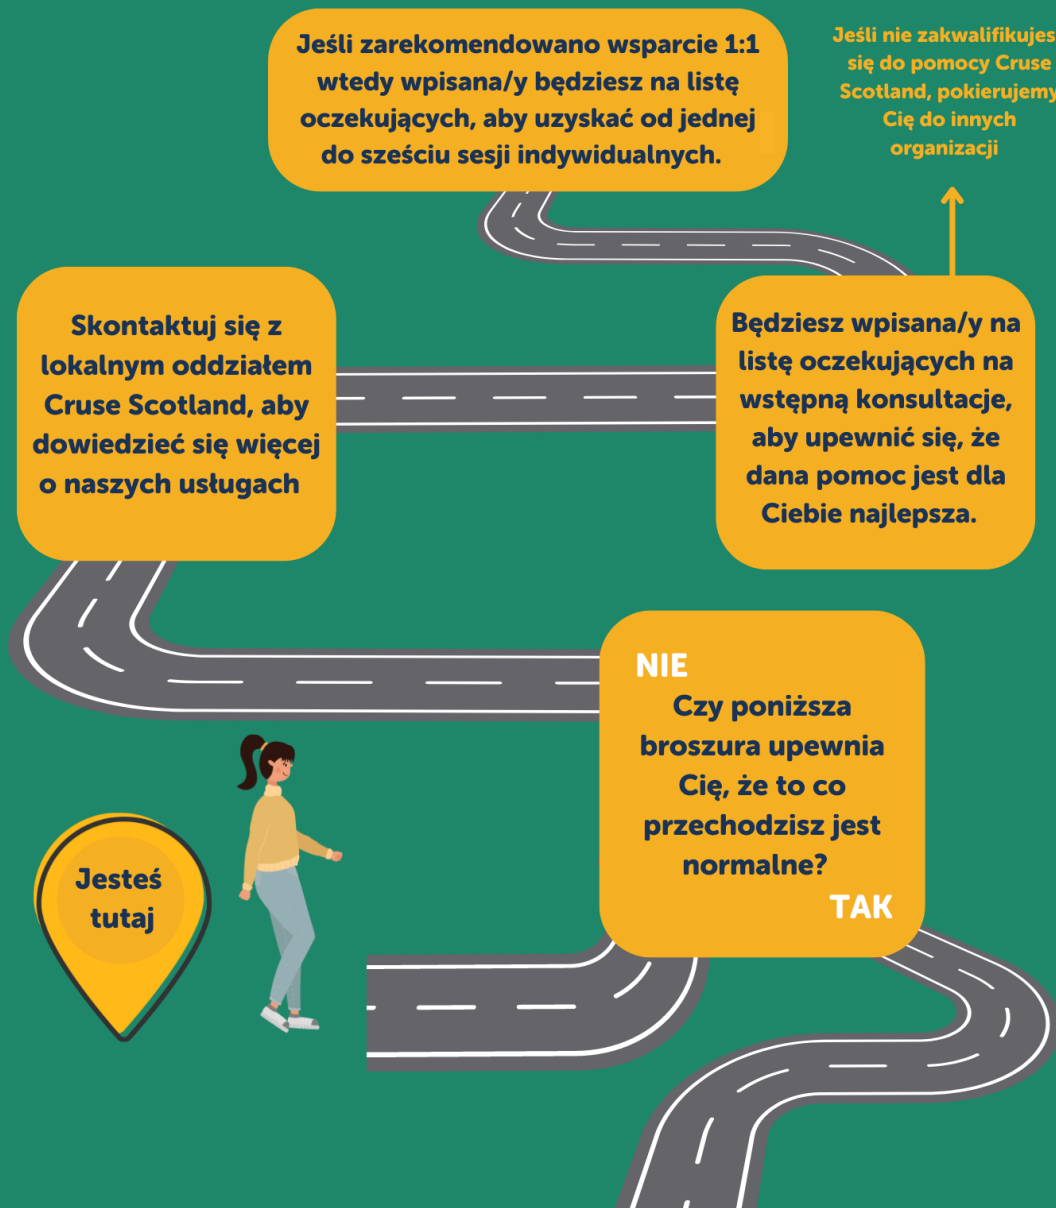 Jeśli zarekomendowano wsparcie 1:1
wtedy wpisana/y będziesz na listę
oczekujących, aby uzyskać od jednej
do sześciu sesji indywidualnych.
Jeśli nie zakwalifikujes
się do pomocy Cruse
Scotland, pokierujemy
Cię do innych
organizacji
Skontaktuj się z
lokalnym oddziałem
Cruse Scotland, aby
dowiedzieć się więcej
o naszych usługach
Będziesz wpisana/y na
listę oczekujących na
wstępną konsultacje,
aby upewnić się, że
dana pomoc jest dla
Ciebie najlepsza.
NIE
Czy poniższa
broszura upewnia
Cię, że to co
przechodzisz jest
normalne?
TAK
Jesteś
tutaj